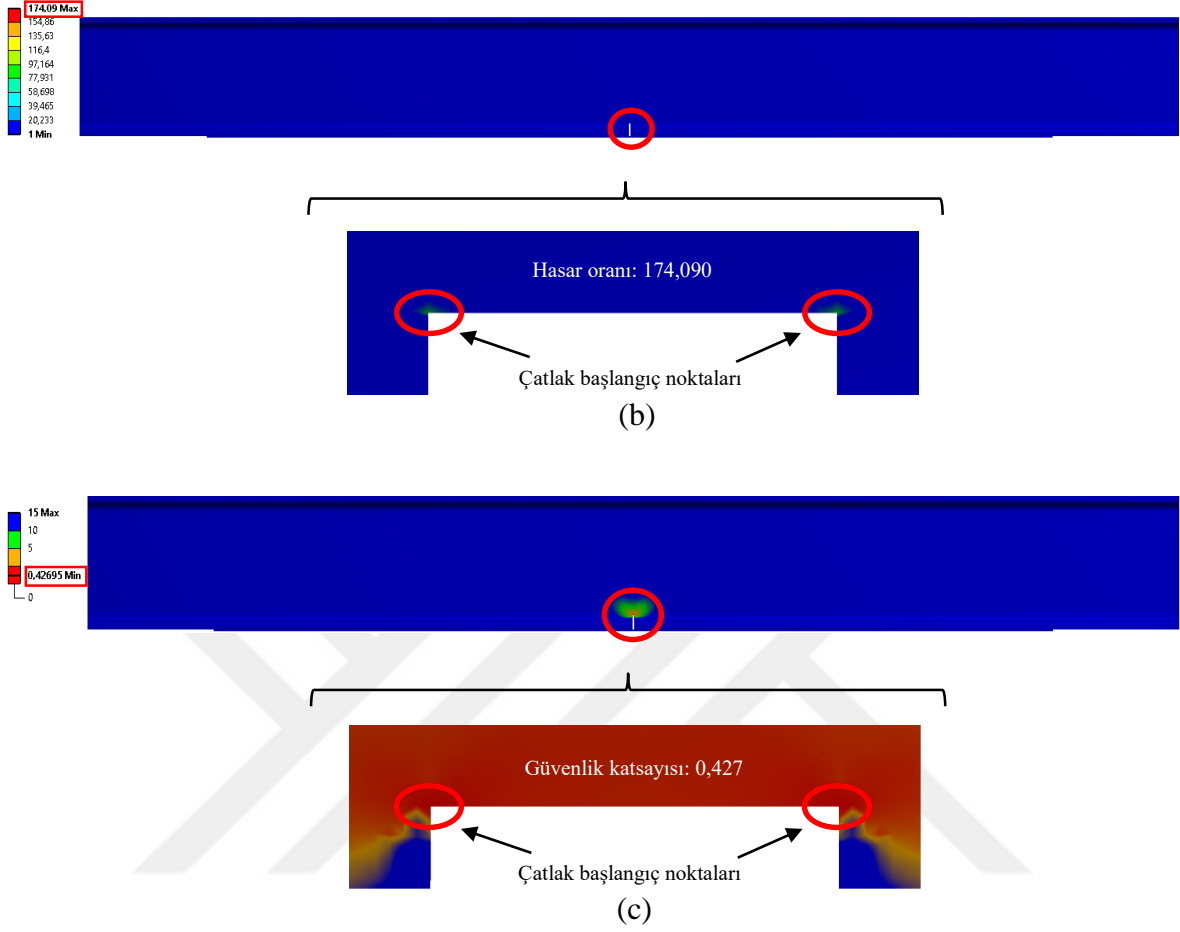 174,09 Max
154,86
135,63
116,4
97,164
77,931
58,698
39,465
20,233
1 Min
Hasar oranı: 174,090
Çatlak başlangıç noktaları
(b)
15 Max
10
5
0,42695 Min
0
Güvenlik katsayısı: 0,427
Çatlak başlangıç noktaları
(c)